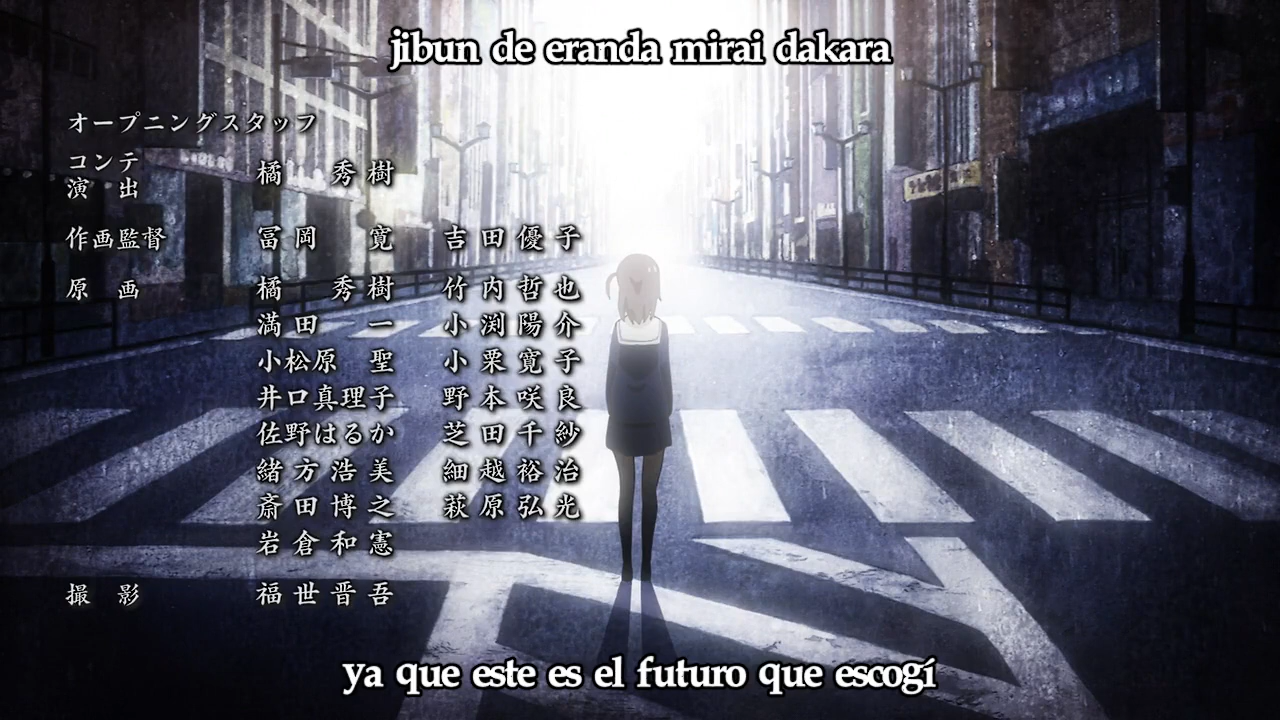 jibun de eranda mirai dakara
オープニングスタッフ
コンテ
演出 橘 秀樹
作画監督 冨岡 寛 吉田優子
原画 橘 秀樹 竹内哲也
満田 一 小渕陽介
小松原 聖 小栗寛子
井口真理子 野本咲良
佐野はるか 芝田千紗
緒方浩美 細越裕治
斎田博之 萩原弘光
岩倉和憲
撮影 福世晋吾
ya que este es el futuro que escogí